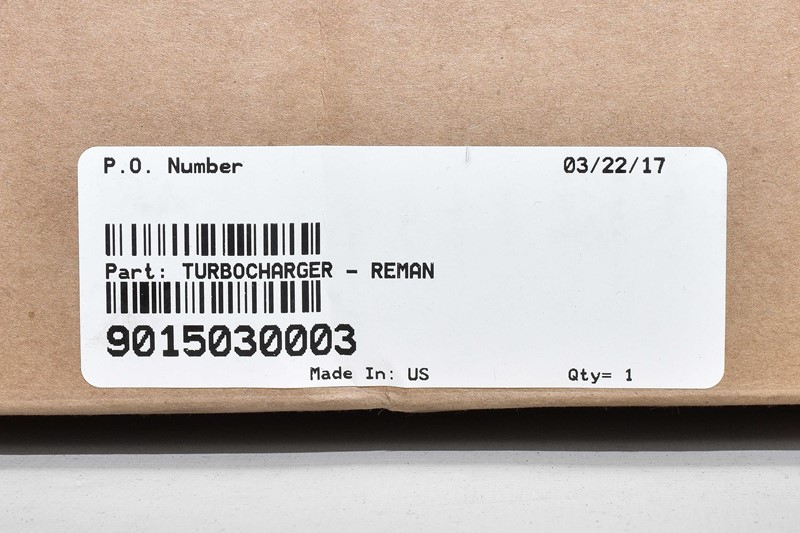 P.O. Number 03/22/17
Part: TURBOCHARGER - REMAN
9015030003
Made In: US Qty= 1